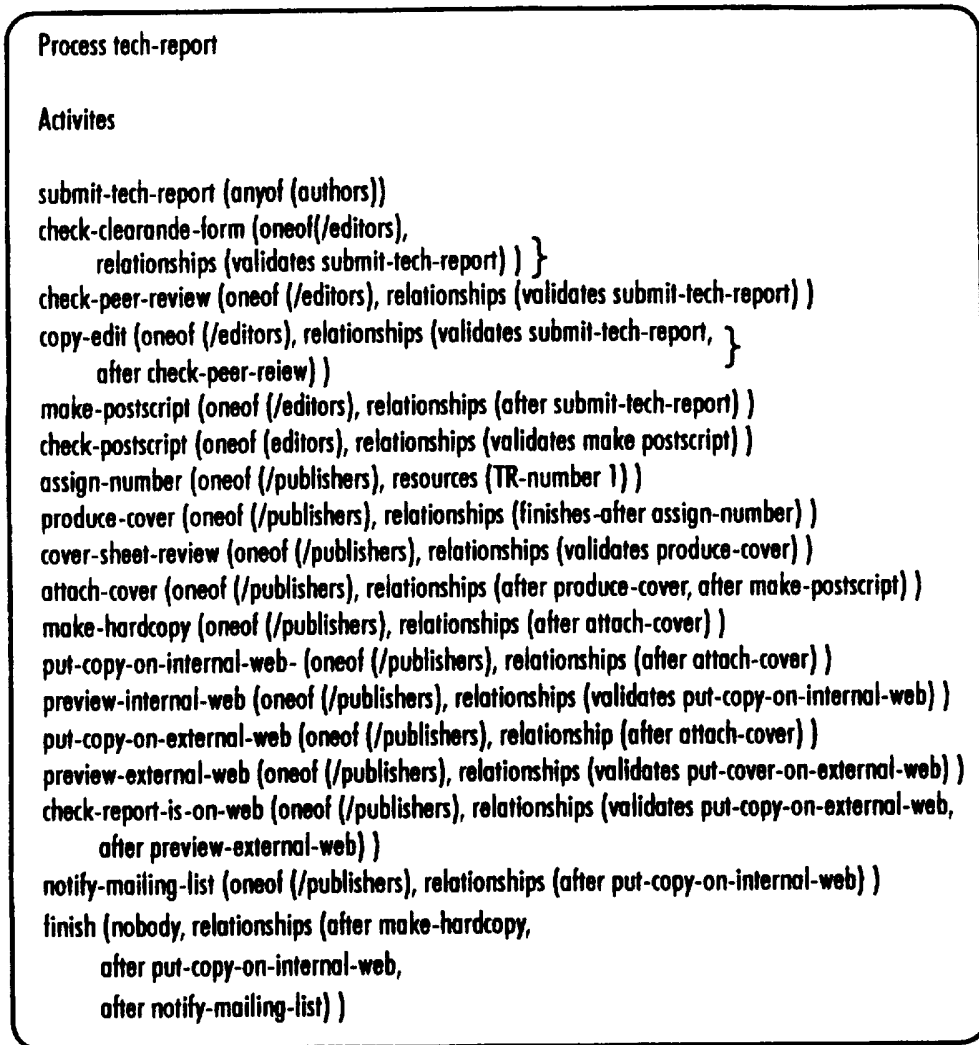 Process tech-report
Activites
submit-tech-report (anyof (authors))
check-clearande-form (oneof(/editors),
relationships (validates submit-tech-report) ) }
check-peer-review (oneof (/editors), relationships (validates submit-tech-report) )
copy-edit (oneof (/editors), relationships (validates submit-tech-report, }
after check-peer-reiew) )
make-postscript (oneof (/editors), relationships (after submit-tech-report) )
check-postscript (oneof (editors), relationships (validates make postscript) )
assign-number (oneof (/publishers), resources (TR-number 1) )
produce-cover (oneof (/publishers), relationships (finishes-after assign-number) )
cover-sheet-review (oneof (/publishers), relationships (validates produce-cover) )
attach-cover (oneof (/publishers), relationships (after produce-cover, after make-postscript) )
make-hardcopy (oneof (/publishers), relationships (after attach-cover) )
put-copy-on-internal-web- (oneof (/publishers), relationships (after attach-cover) )
preview-internal-web (oneof (/publishers), relationships (validates put-copy-on-internal-web) )
put-copy-on-external-web (oneof (/publishers), relationship (after attach-cover) )
preview-external-web (oneof (/publishers), relationships (validates put-cover-on-external-web) )
check-report-is-on-web (oneof (/publishers), relationships (validates put-copy-on-external-web,
after preview-external-web) )
notify-mailing-list (oneof (/publishers), relationships (after put-copy-on-internal-web) )
finish (nobody, relationships (after make-hardcopy,
after put-copy-on-internal-web,
after notify-mailing-list) )